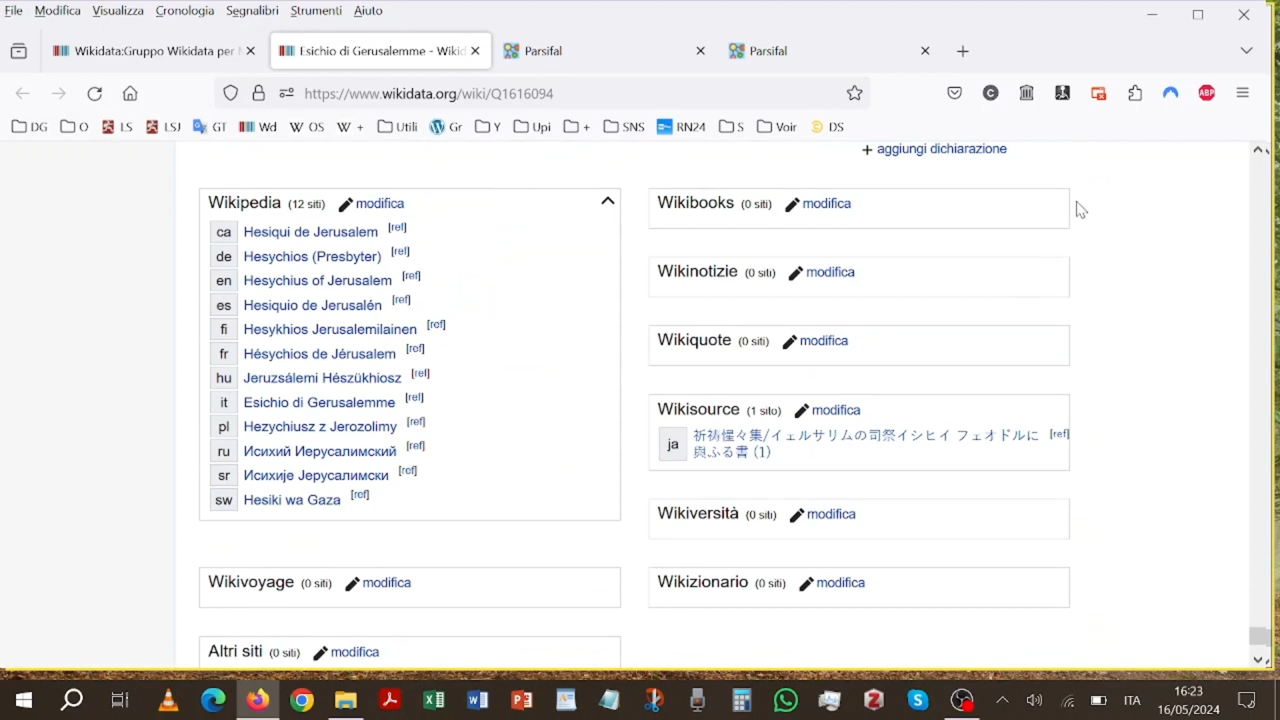 File Modifica Visualizza Cronologia Segnalibri Strumenti Aiuto
Wikidata:Gruppo Wikidata per
Esichio di Gerusalemme - Wikid
Parsifal
Parsifal
https://www.wikidata.org/wiki/Q1616094
ABP
DG O LS LSJ GT Wd OS + Utili Gr Y Upi + SNS RN24 S Voir DS
+ aggiungi dichiarazione
Wikipedia (12 siti) modifica
ca Hesiqui de Jerusalem [ref]
de Hesychios (Presbyter) [ref]
en Hesychius of Jerusalem [ref]
es Hesiquio de Jerusalén [ref]
fi Hesykhios Jerusalemilainen [ref]
fr Hésychios de Jérusalem [ref]
hu Jeruzsálemi Hészükhiosz [ref]
it Esichio di Gerusalemme [ref]
pl Hezychiusz z Jerozolimy [ref]
ru Исихий Иерусалимский [ref]
sr Исихије Јерусалимски [ref]
sw Hesiki wa Gaza [ref]
Wikivoyage (0 siti) modifica
Altri siti (0 siti) modifica
Wikibooks (0 siti) modifica
Wikinotizie (0 siti) modifica
Wikiquote (0 siti) modifica
Wikisource (1 sito) modifica
ja 祈祷惺々集/イェルサリムの司祭イシヒイ フェオドルに [ref]
與ふる書 (1)
Wikiversità (0 siti) modifica
Wikizionario (0 siti) modifica
ITA
16:23
16/05/2024